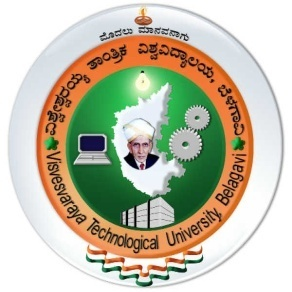 ಮೊದಲು ಮಾನವನಾಗು
ವಿಶ್ವೇಶ್ವರಯ್ಯ ತಾಂತ್ರಿಕ ವಿಶ್ವವಿದ್ಯಾಲಯ, ಬೆಳಗಾವಿ
Visvesvaraya Technological University, Belagavi